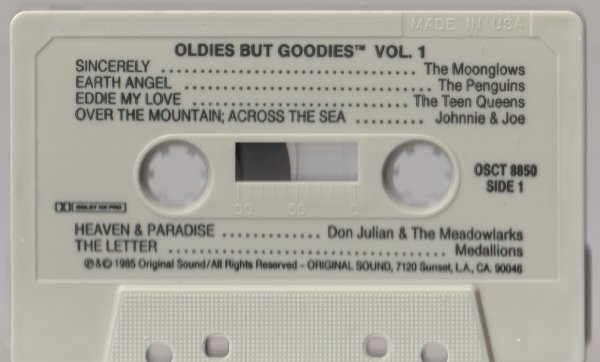 MADE IN USA
OLDIES BUT GOODIES™ VOL. 1
SINCERELY ........................................ The Moonglows
EARTH ANGEL ........................................ The Penguins
EDDIE MY LOVE ................................. The Teen Queens
OVER THE MOUNTAIN; ACROSS THE SEA .......... Johnnie & Joe
OSCT 8850
SIDE 1
DOLBY HX PRO
100 50 0
HEAVEN & PARADISE ............. Don Julian & The Meadowlarks
THE LETTER ........................................ Medallions
℗&© 1985 Original Sound/All Rights Reserved – ORIGINAL SOUND, 7120 Sunset, L.A., CA. 90046